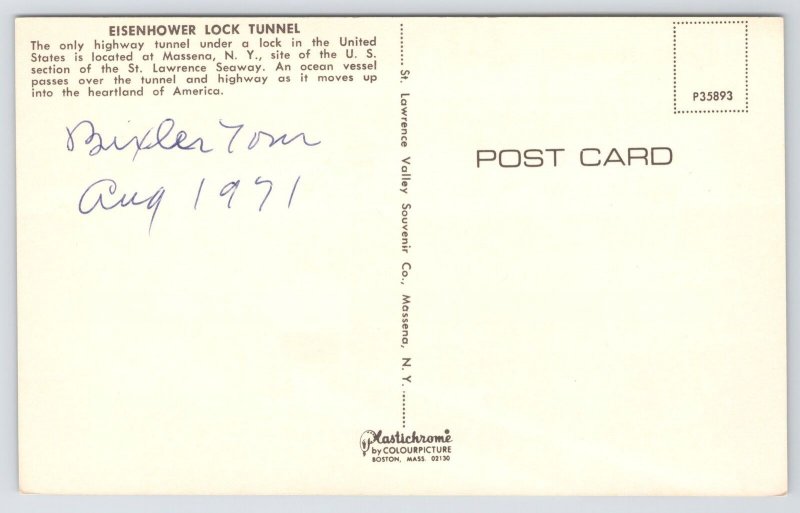 EISENHOWER LOCK TUNNEL
The only highway tunnel under a lock in the United
States is located at Massena, N. Y., site of the U. S.
section of the St. Lawrence Seaway. An ocean vessel
passes over the tunnel and highway as it moves up
into the heartland of America.
Bixler Tour
Aug 1971
St. Lawrence Valley Souvenir Co., Massena, N. Y.
Plastichrome®
by COLOURPICTURE
BOSTON, MASS. 02130
P35893
POST CARD